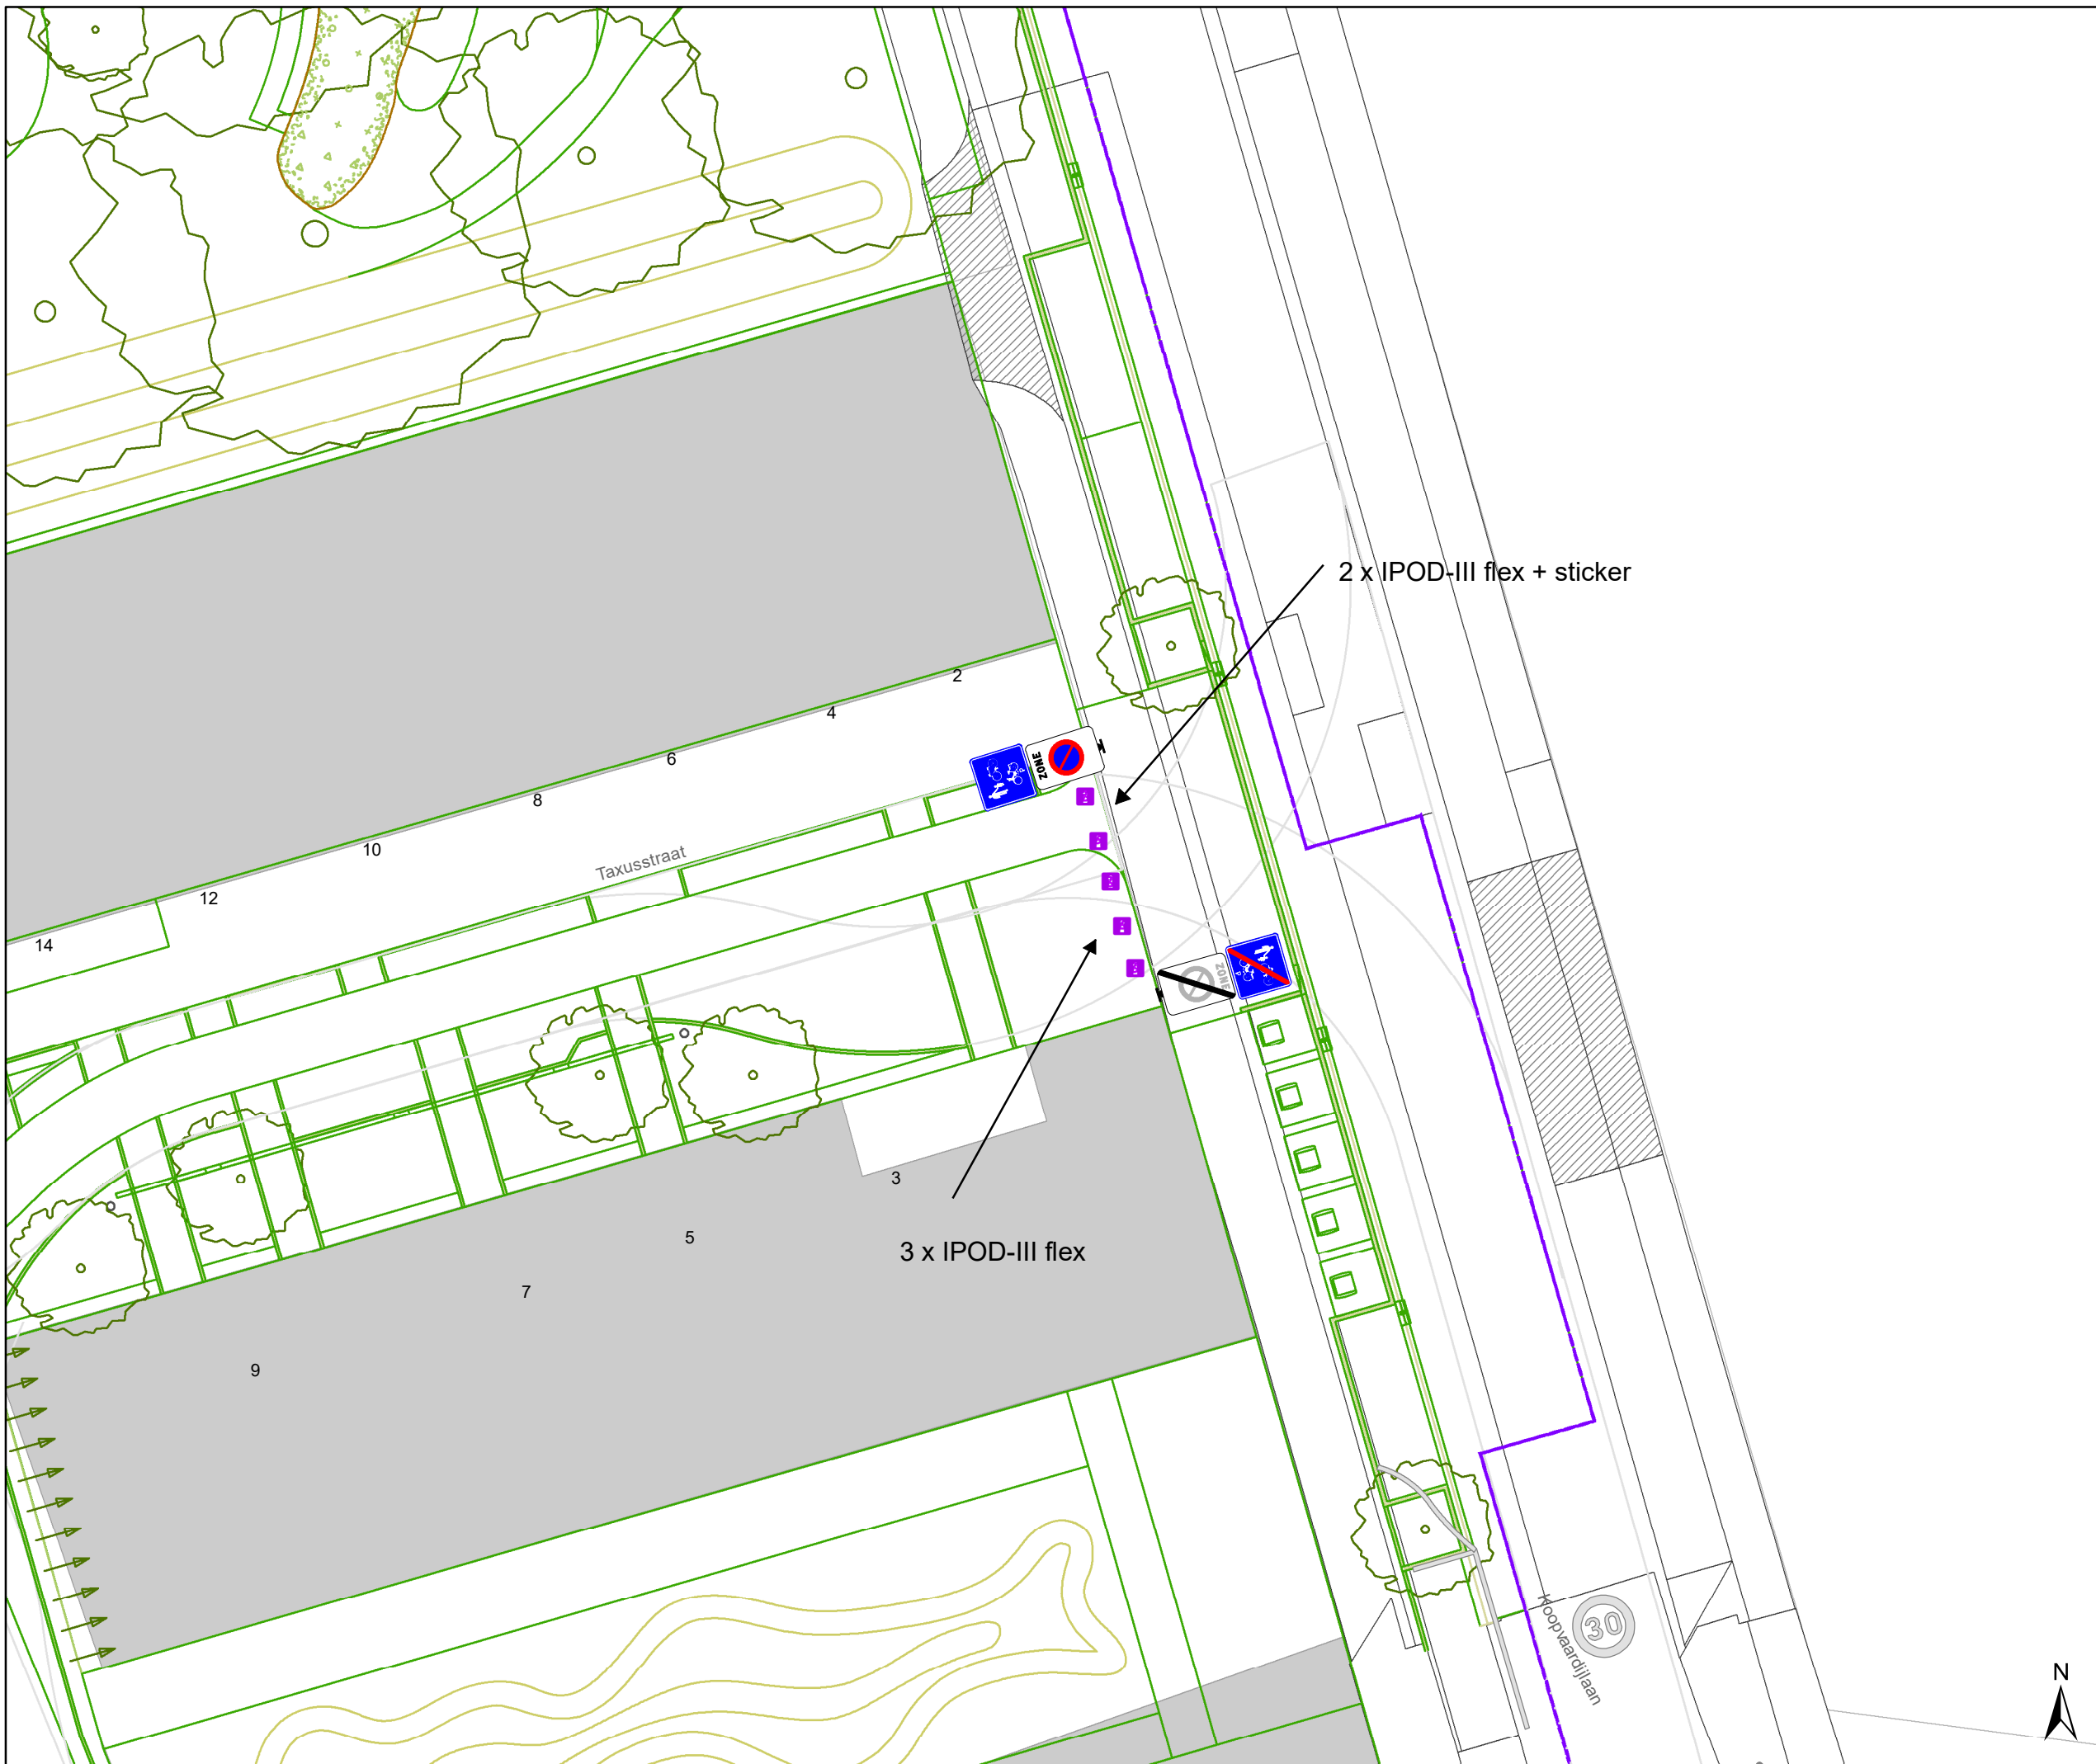 2 x IPOD-III flex + sticker
2
4
ZONE
6
8
10
Taxusstraat
12
14
ZONE
3
5
3 x IPOD-III flex
7
9
Koopvaardijlaan
30
N